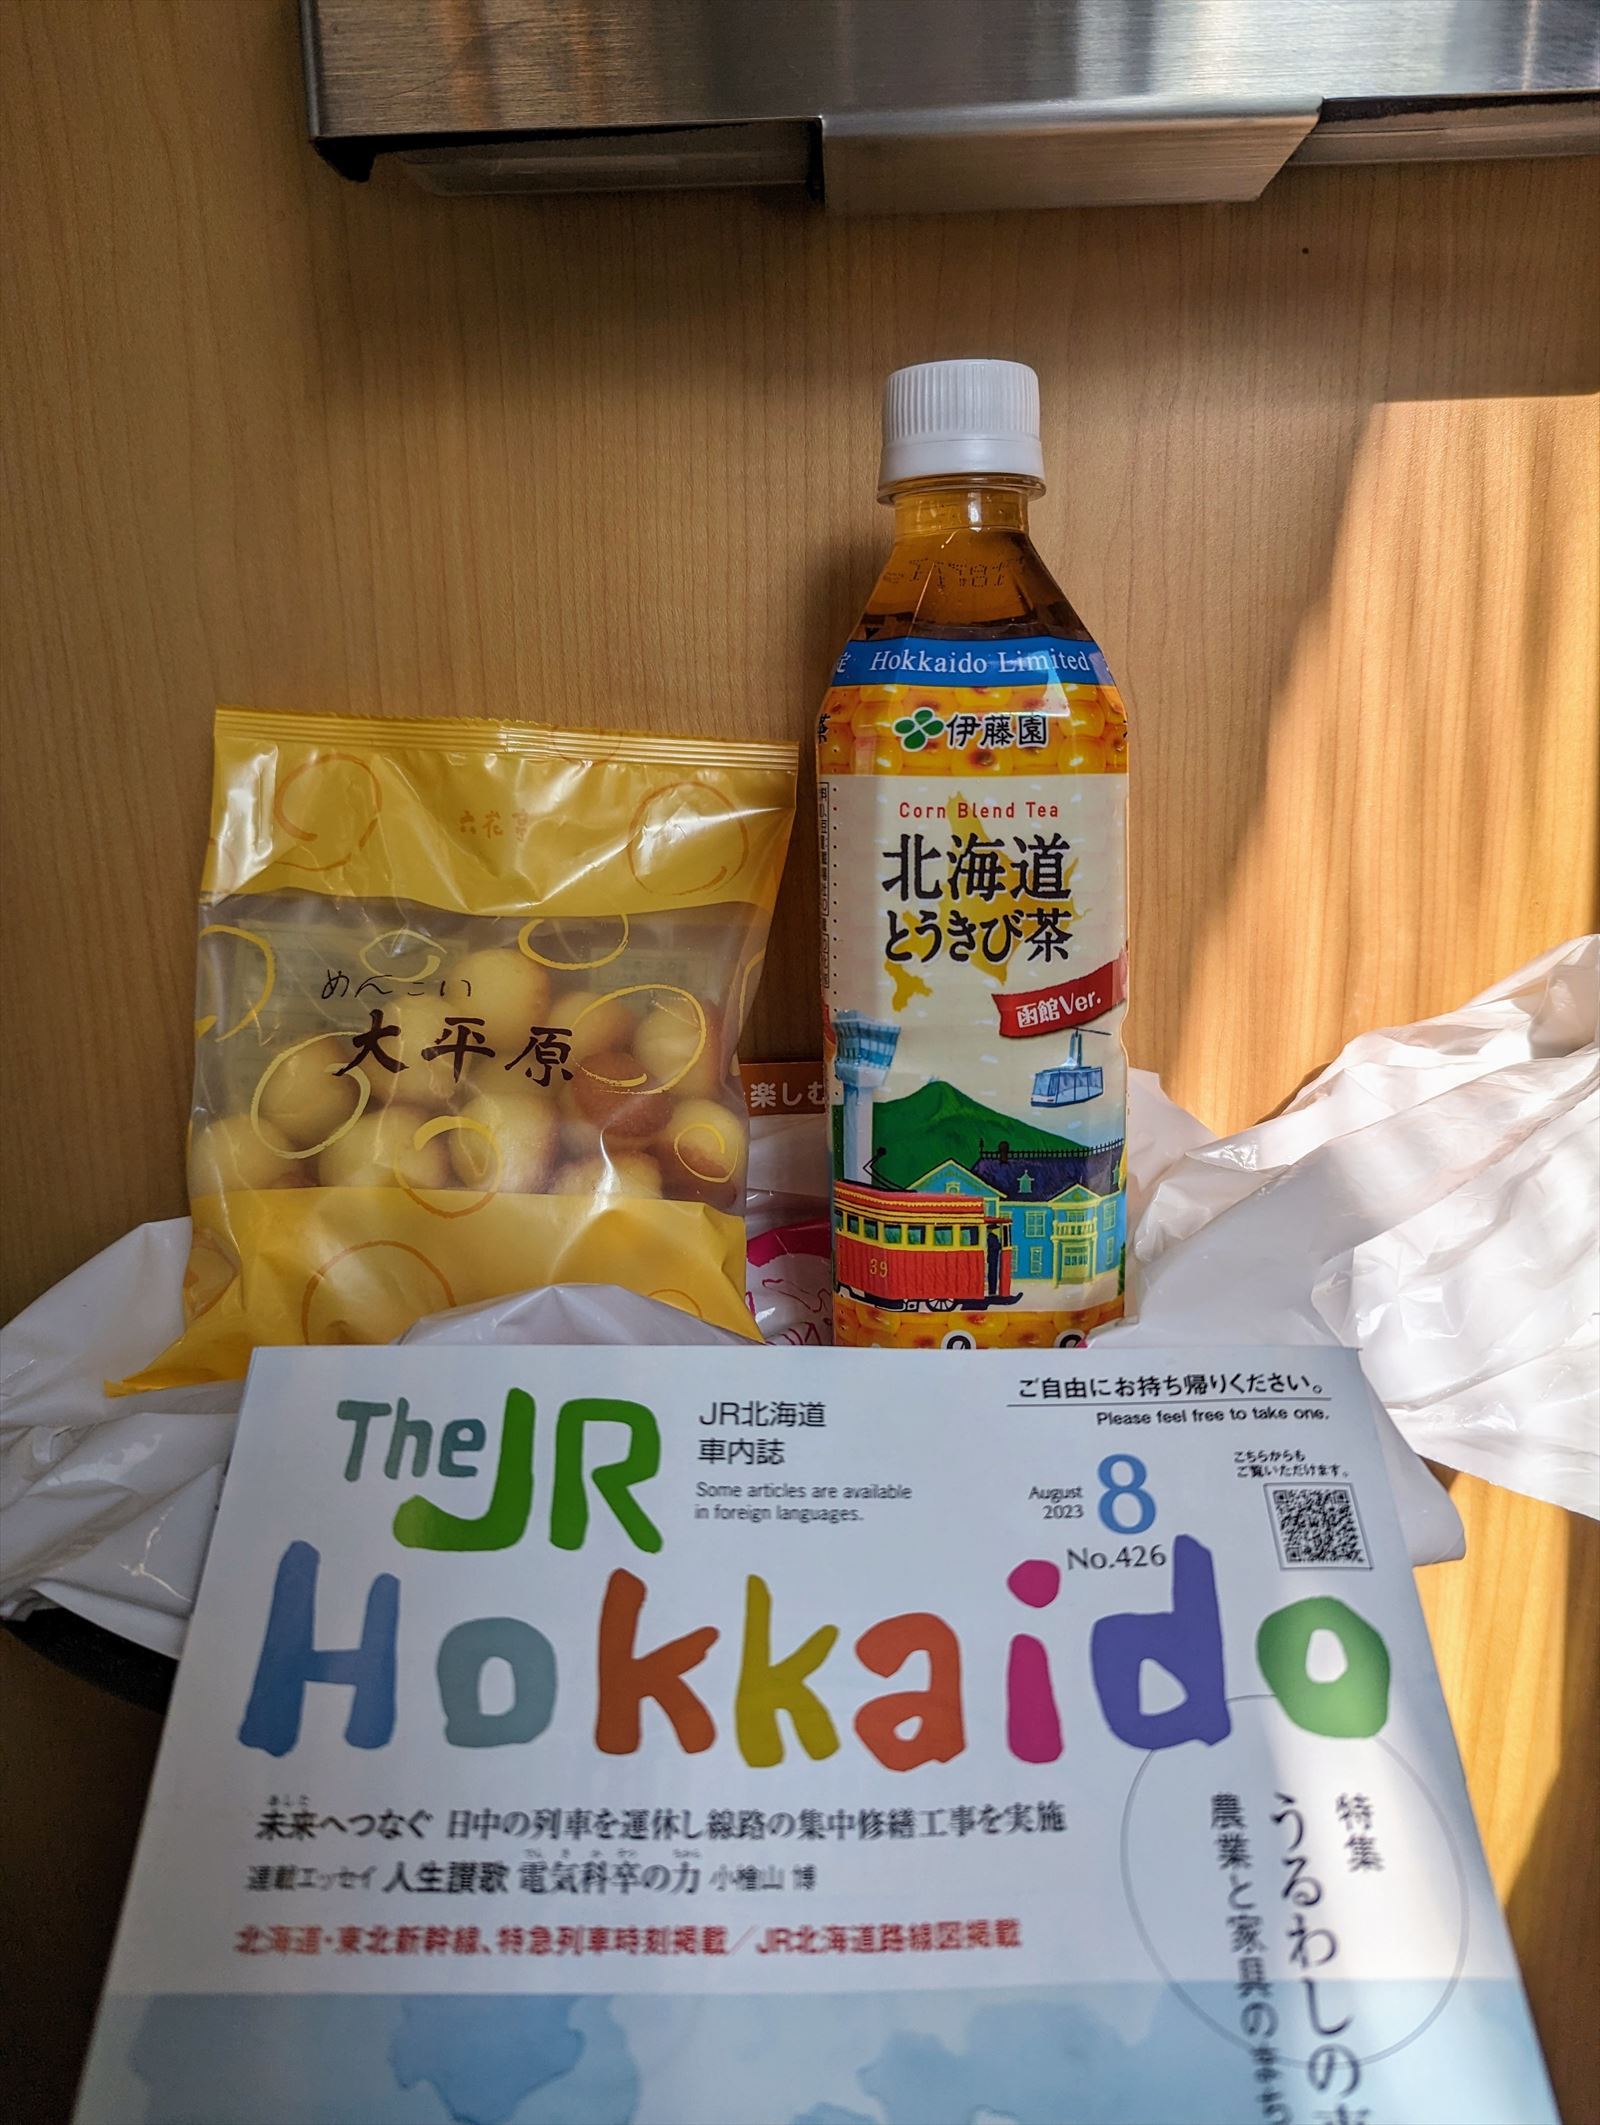 六花亭
めんこい
大平原
楽しむ
定 Hokkaido Limited
伊藤園
Corn Blend Tea
北海道
とうきび茶
函館Ver.
39
The JR
Hokkaido
JR北海道
車内誌
Some articles are available
in foreign languages.
ご自由にお持ち帰りください。
Please feel free to take one.
August
2023
8
No.426
こちらからも
ご覧いただけます。
未来へつなぐ 日中の列車を運休し線路の集中修繕工事を実施
連載エッセイ 人生讃歌 電気科卒の力 小檜山 博
北海道・東北新幹線、特急列車時刻掲載／JR北海道路線図掲載
特集
うるわしの
農業と家具のまち